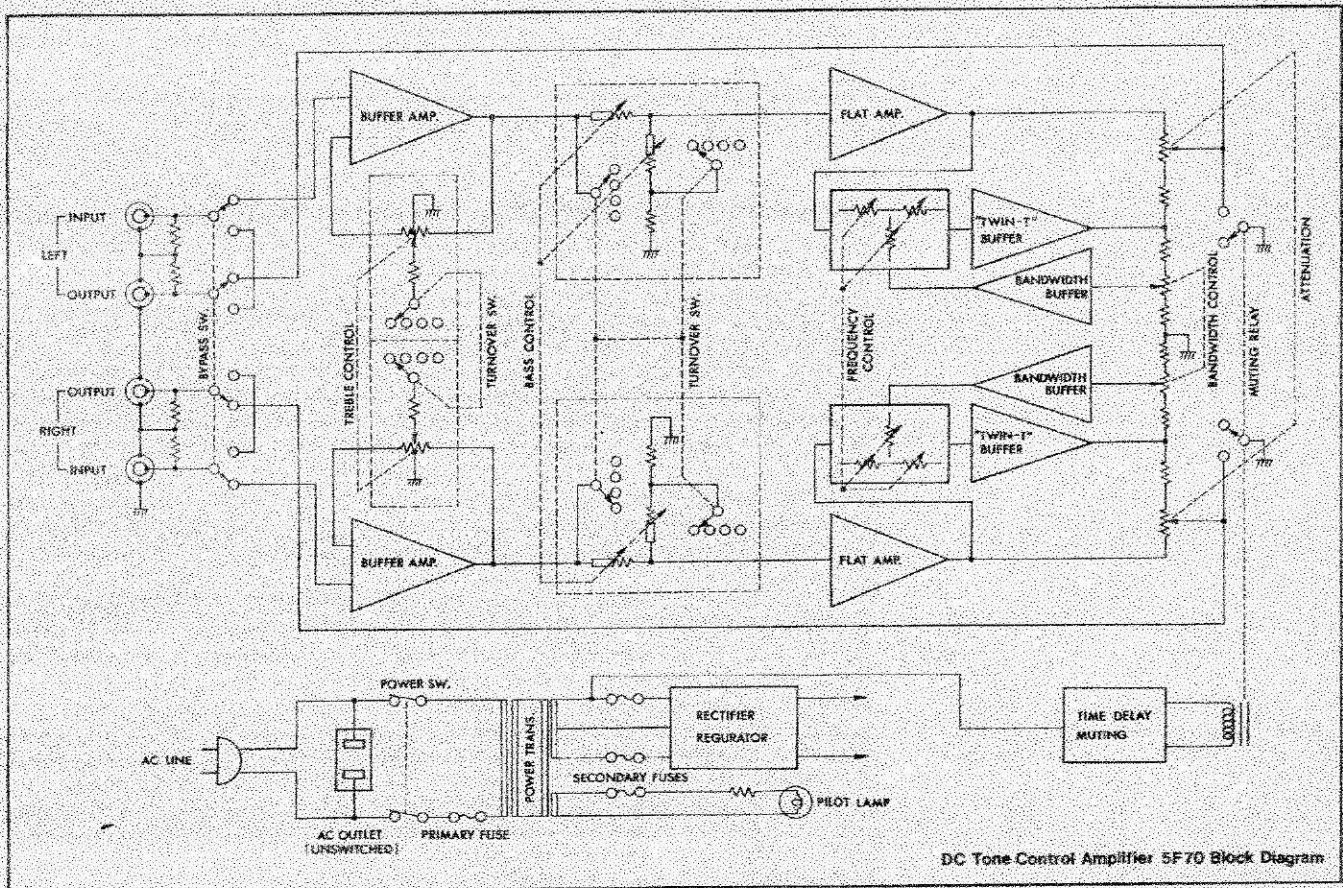 BUFFER AMP.
FLAT AMP.
INPUT
LEFT
OUTPUT
BYPASS SW.
TREBLE CONTROL
TURNOVER SW.
BASS CONTROL
TURNOVER SW.
FREQUENCY
CONTROL
"TWIN-T"
BUFFER
BANDWIDTH
BUFFER
BANDWIDTH CONTROL
MUTING RELAY
ATTENUATION
OUTPUT
RIGHT
INPUT
BANDWIDTH
BUFFER
"TWIN-T"
BUFFER
BUFFER AMP.
FLAT AMP.
POWER SW.
AC LINE
AC OUTLET
[UNSWITCHED]
PRIMARY FUSE
POWER TRANS.
RECTIFIER
REGURATOR
SECONDARY FUSES
PILOT LAMP
TIME DELAY
MUTING
DC Tone Control Amplifier 5F70 Block Diagram